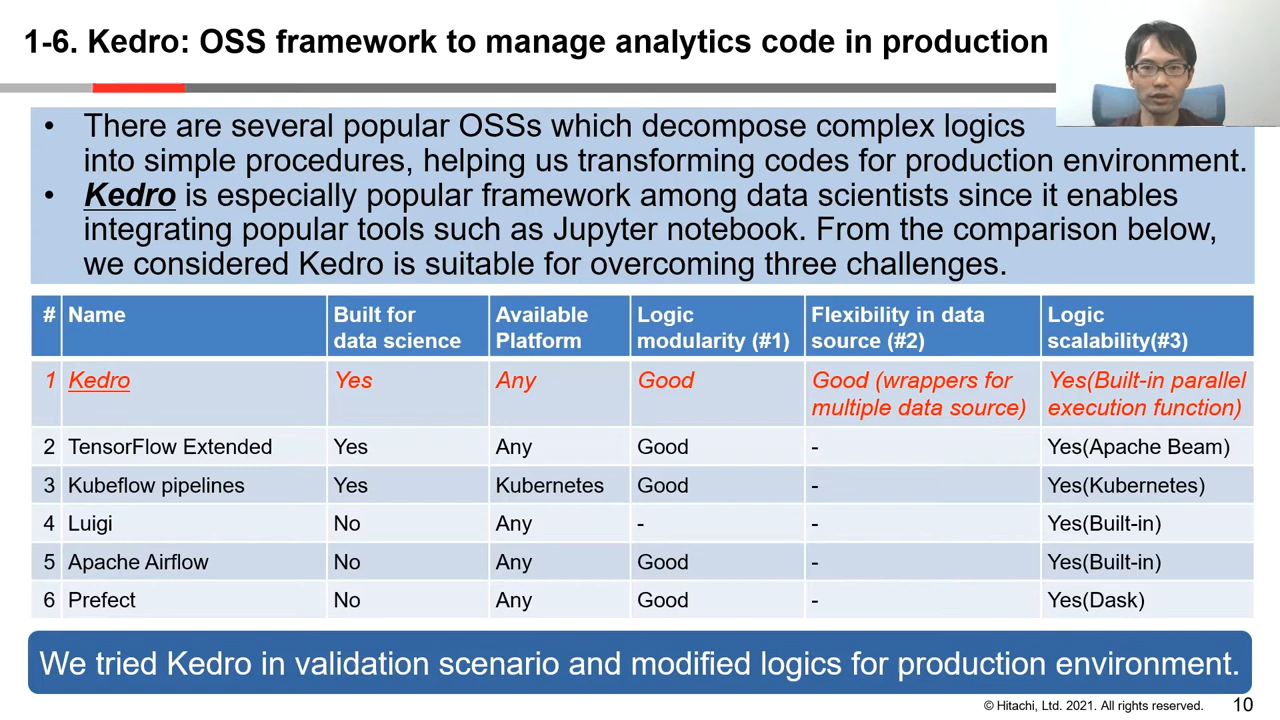 1-6. Kedro: OSS framework to manage analytics code in production
• There are several popular OSSs which decompose complex logics
into simple procedures, helping us transforming codes for production environment.
• Kedro is especially popular framework among data scientists since it enables
integrating popular tools such as Jupyter notebook. From the comparison below,
we considered Kedro is suitable for overcoming three challenges.
# Name Built for data science Available Platform Logic modularity (#1) Flexibility in data source (#2) Logic scalability(#3)
1 Kedro Yes Any Good Good (wrappers for multiple data source) Yes(Built-in parallel execution function)
2 TensorFlow Extended Yes Any Good - Yes(Apache Beam)
3 Kubeflow pipelines Yes Kubernetes Good - Yes(Kubernetes)
4 Luigi No Any - - Yes(Built-in)
5 Apache Airflow No Any Good - Yes(Built-in)
6 Prefect No Any Good - Yes(Dask)
We tried Kedro in validation scenario and modified logics for production environment.
© Hitachi, Ltd. 2021. All rights reserved. 10